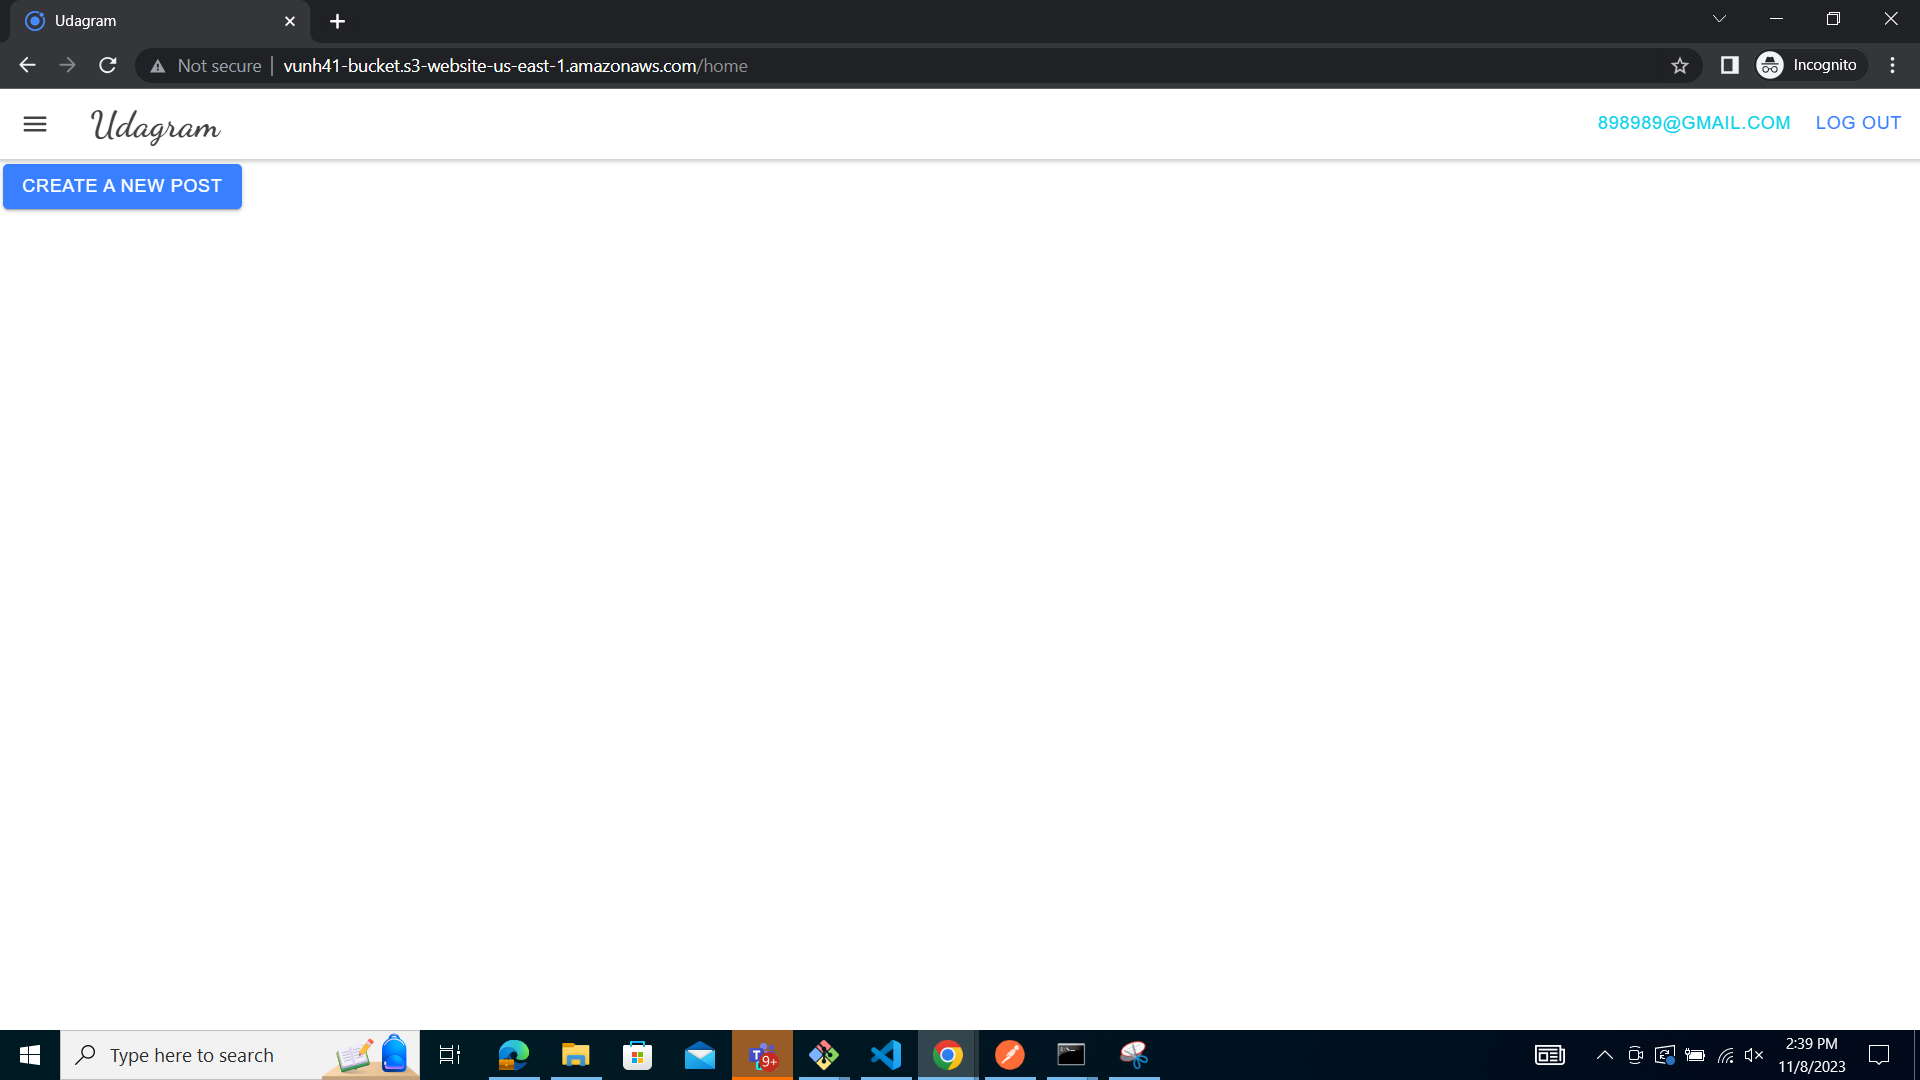 Udagram
Not secure
vunh41-bucket.s3-website-us-east-1.amazonaws.com/home
Incognito
Udagram
898989@GMAIL.COM
LOG OUT
CREATE A NEW POST
Type here to search
T
9+
2:39 PM
11/8/2023